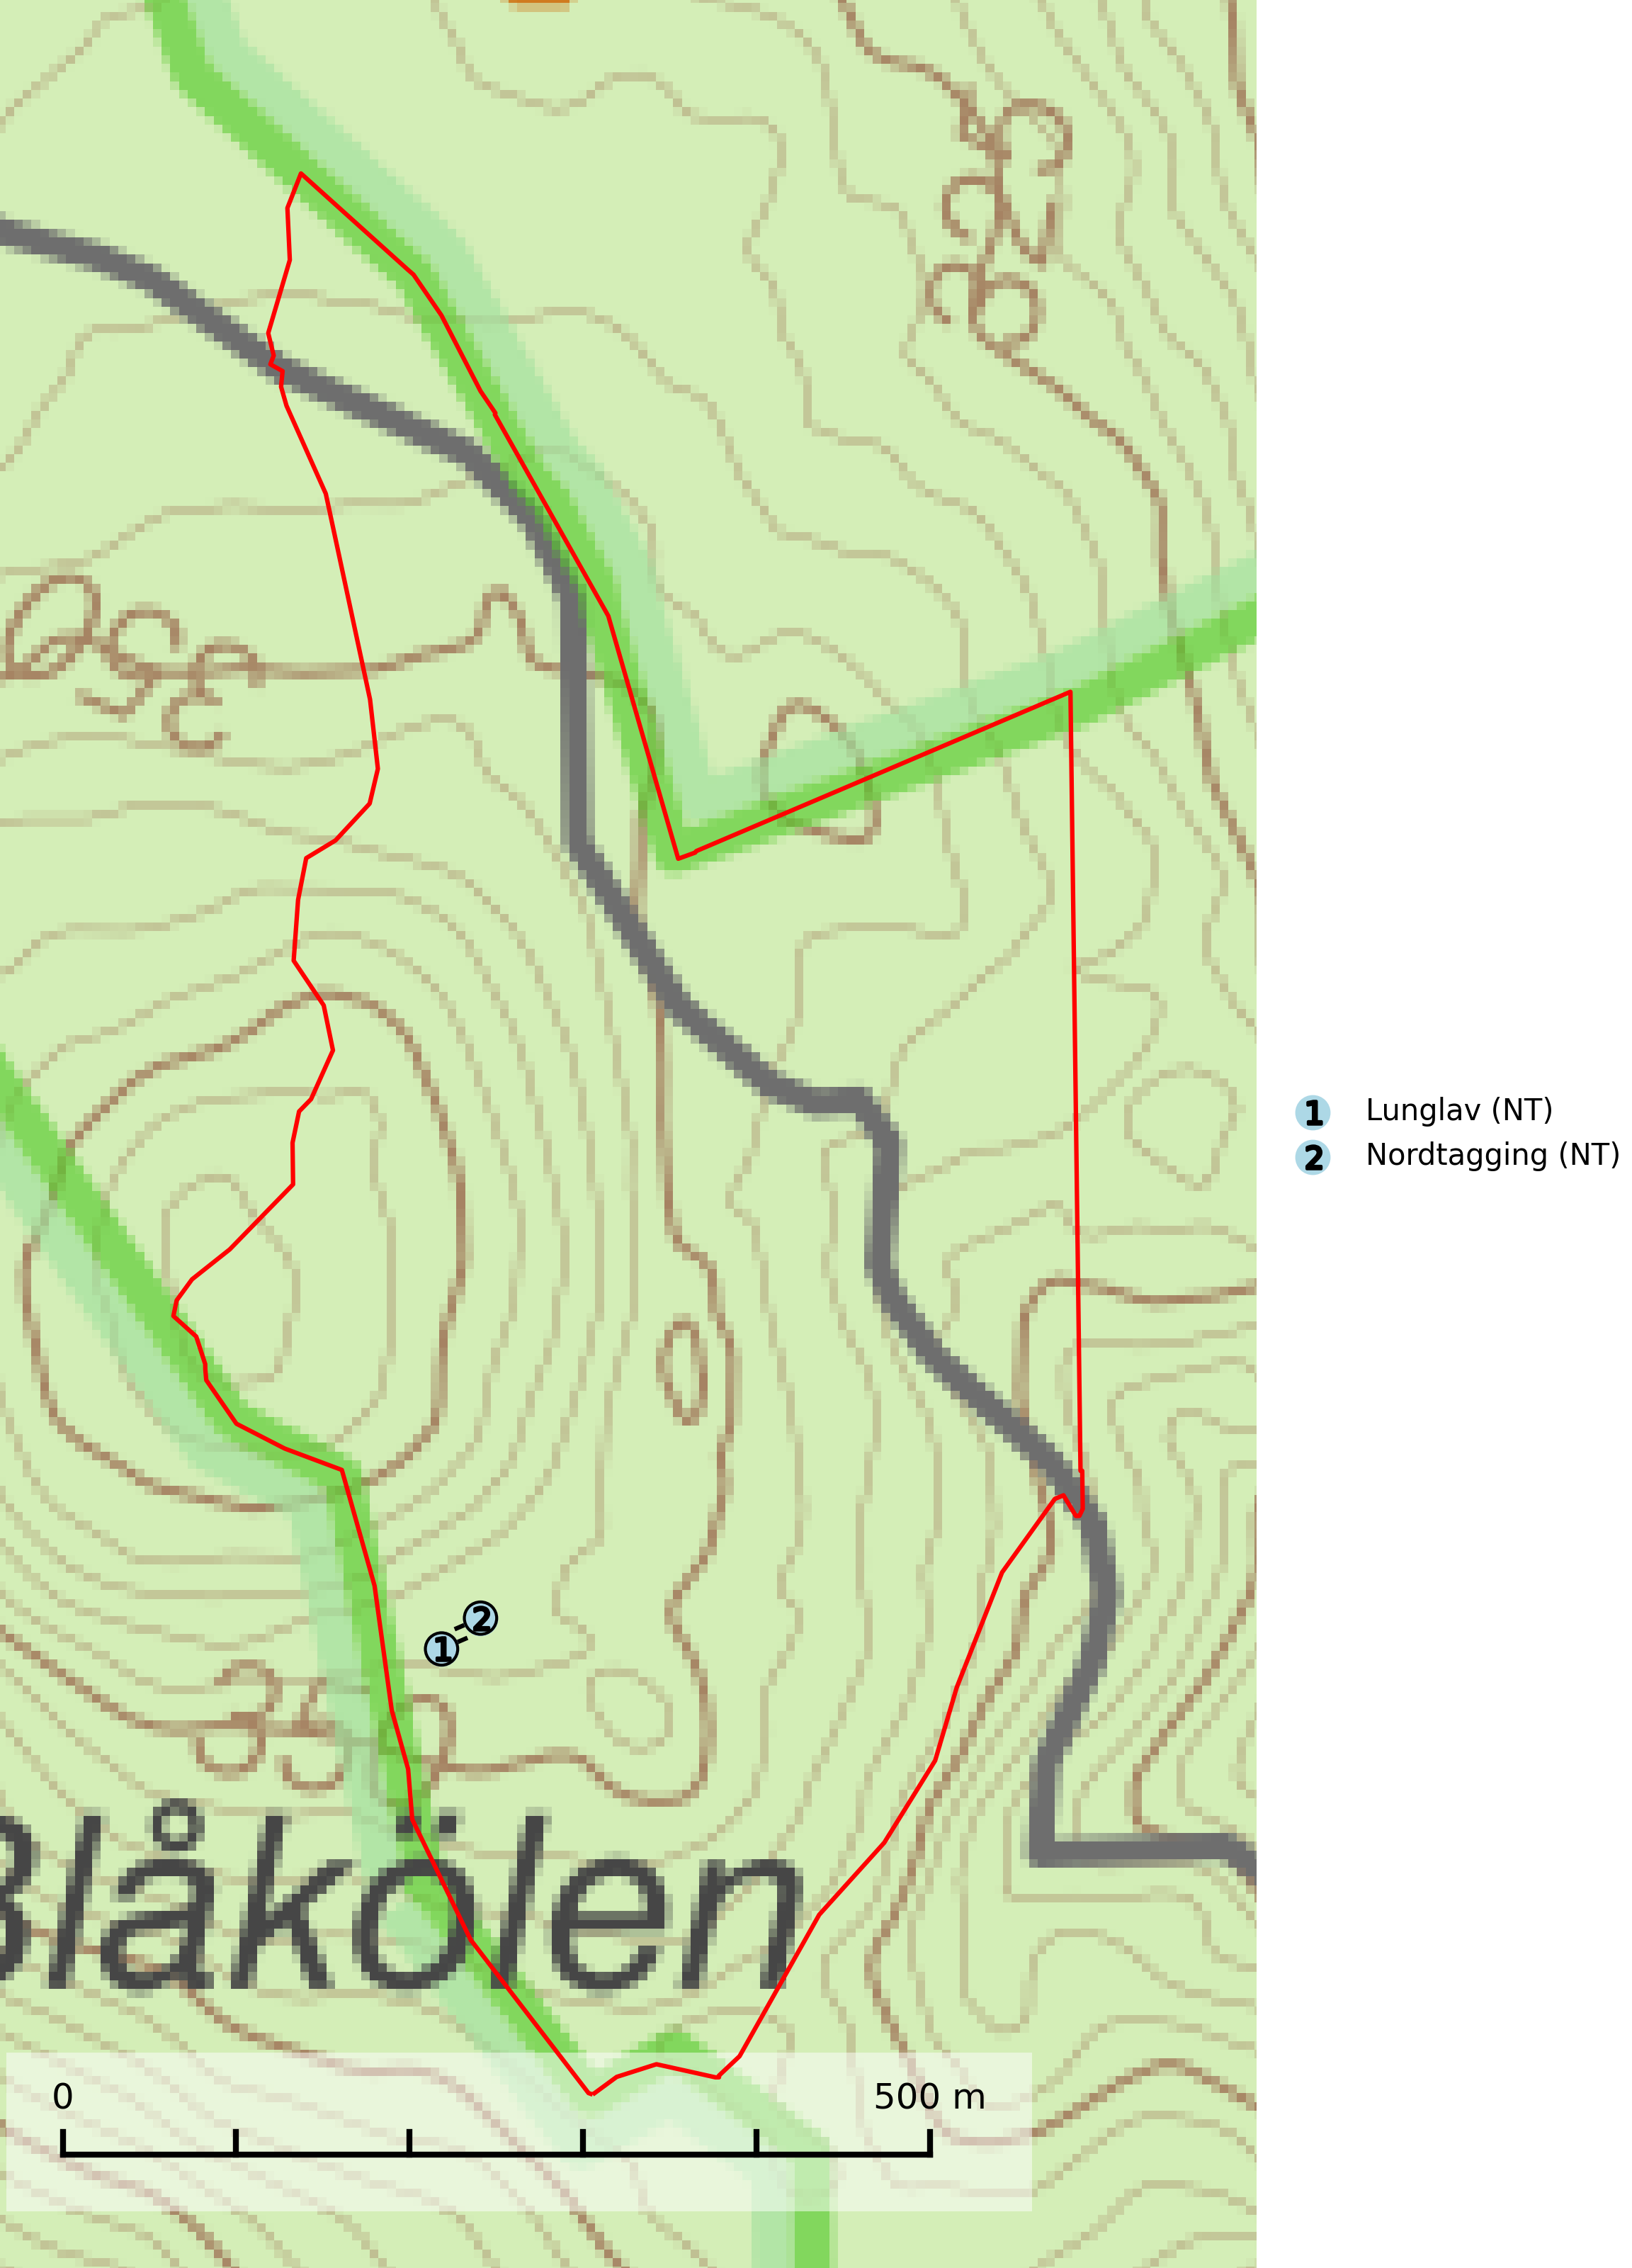 Blåkölen
0 500 m
1 2
1 Lunglav (NT)
2 Nordtagging (NT)